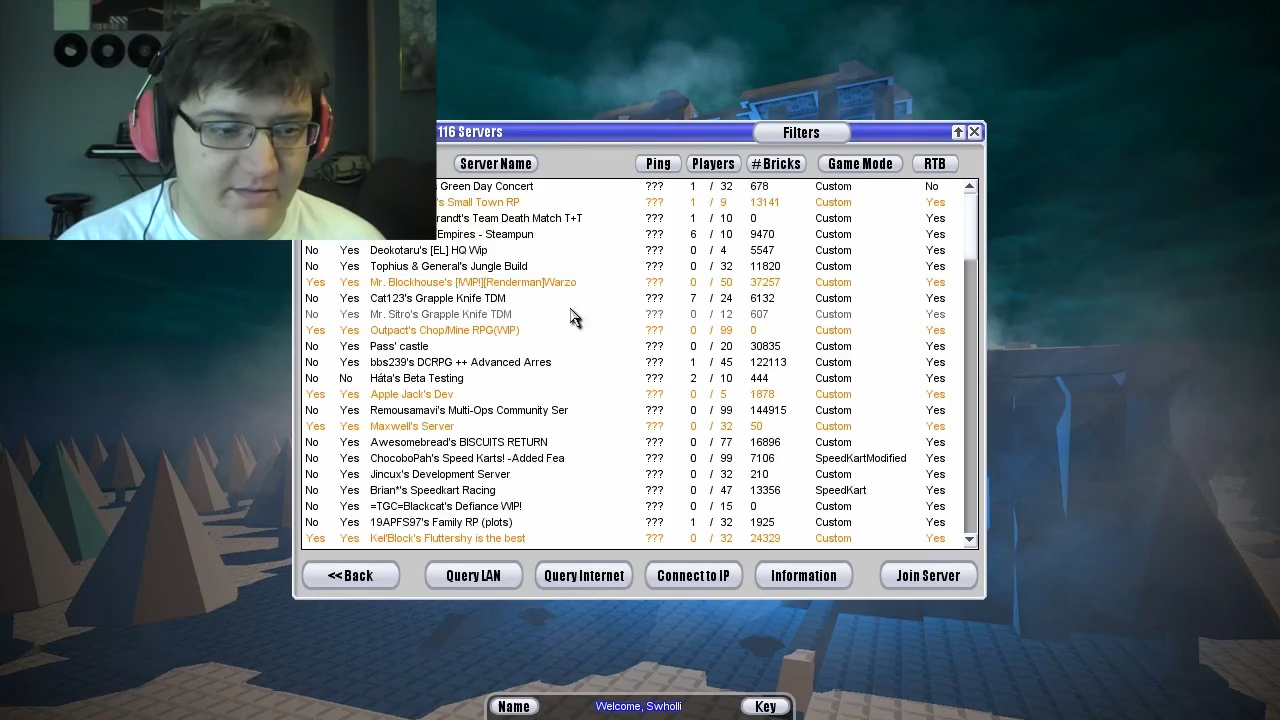 116 Servers Filters
Server Name Ping Players # Bricks Game Mode RTB
Green Day Concert ??? 1 / 32 678 Custom No
's Small Town RP ??? 1 / 9 13141 Custom Yes
randt's Team Death Match T+T ??? 1 / 10 0 Custom Yes
Empires - Steampun ??? 6 / 10 9470 Custom Yes
No Yes Deokotaru's [EL] HQ Wip ??? 0 / 4 5547 Custom Yes
No Yes Tophius & General's Jungle Build ??? 0 / 32 11820 Custom Yes
Yes Yes Mr. Blockhouse's [!WIP!][Renderman]Warzo ??? 0 / 50 37257 Custom Yes
No Yes Cat123's Grapple Knife TDM ??? 7 / 24 6132 Custom Yes
No Yes Mr. Sitro's Grapple Knife TDM ??? 0 / 12 607 Custom Yes
Yes Yes Outpact's Chop/Mine RPG(WIP) ??? 0 / 99 0 Custom Yes
No Yes Pass' castle ??? 0 / 20 30835 Custom Yes
No Yes bbs239's DCRPG ++ Advanced Arres ??? 1 / 45 122113 Custom Yes
No No Háta's Beta Testing ??? 2 / 10 444 Custom Yes
Yes Yes Apple Jack's Dev ??? 0 / 5 1878 Custom Yes
No Yes Remousamavi's Multi-Ops Community Ser ??? 0 / 99 144915 Custom Yes
Yes Yes Maxwell's Server ??? 0 / 32 50 Custom Yes
No Yes Awesomebread's BISCUITS RETURN ??? 0 / 77 16896 Custom Yes
No Yes ChocoboPah's Speed Karts! -Added Fea ??? 0 / 99 7106 SpeedKartModified Yes
No Yes Jincux's Development Server ??? 0 / 32 210 Custom Yes
No Yes Brian*'s Speedkart Racing ??? 0 / 47 13356 SpeedKart Yes
No Yes =TGC=Blackcat's Defiance WIP! ??? 0 / 15 0 Custom Yes
No Yes 19APFS97's Family RP (plots) ??? 1 / 32 1925 Custom Yes
Yes Yes Kel'Block's Fluttershy is the best ??? 0 / 32 24329 Custom Yes
<< Back Query LAN Query Internet Connect to IP Information Join Server
Name Welcome, Swholli Key